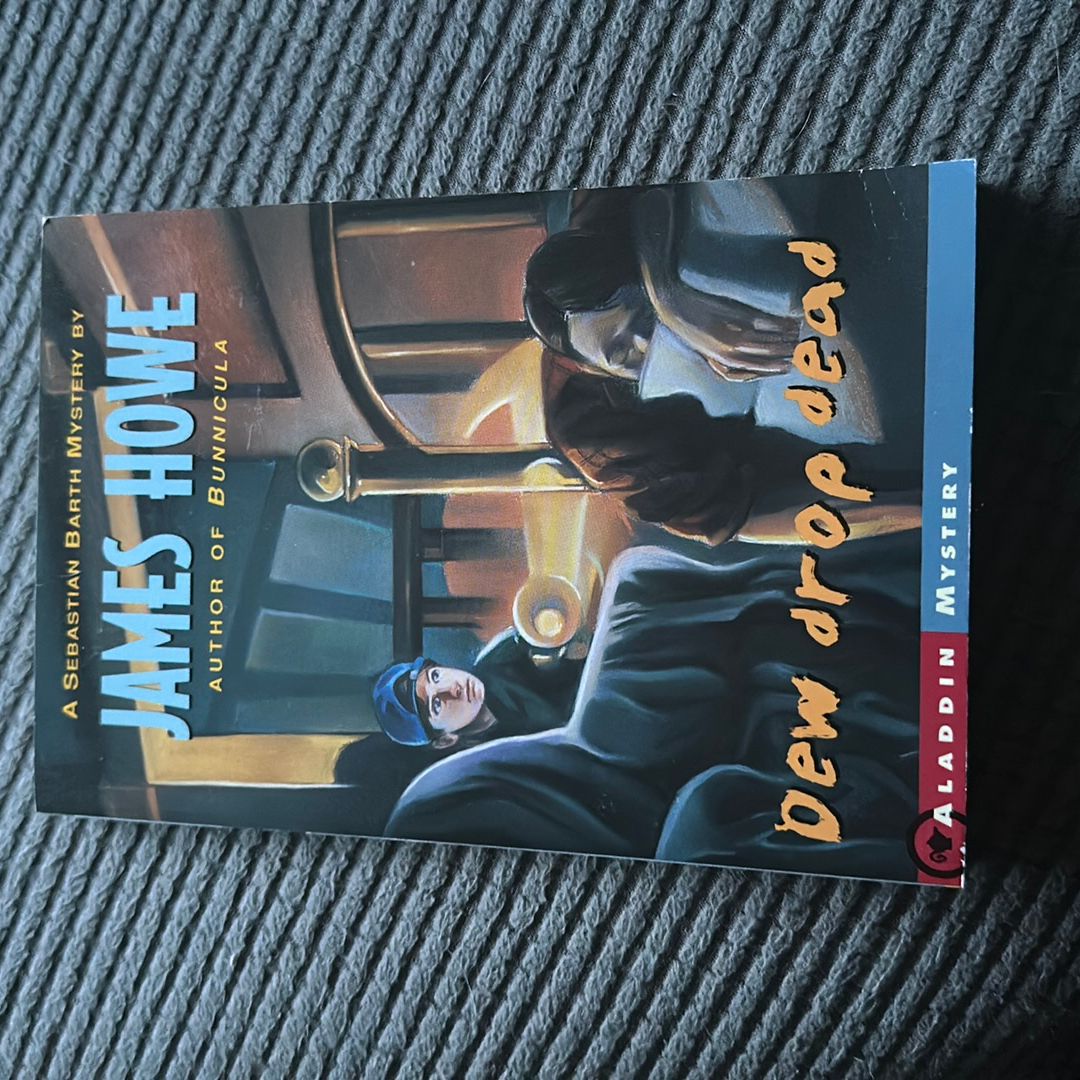 A SEBASTIAN BARTH MYSTERY BY
JAMES HOWE
AUTHOR OF BUNNICULA
Dew drop dead
ALADDIN MYSTERY